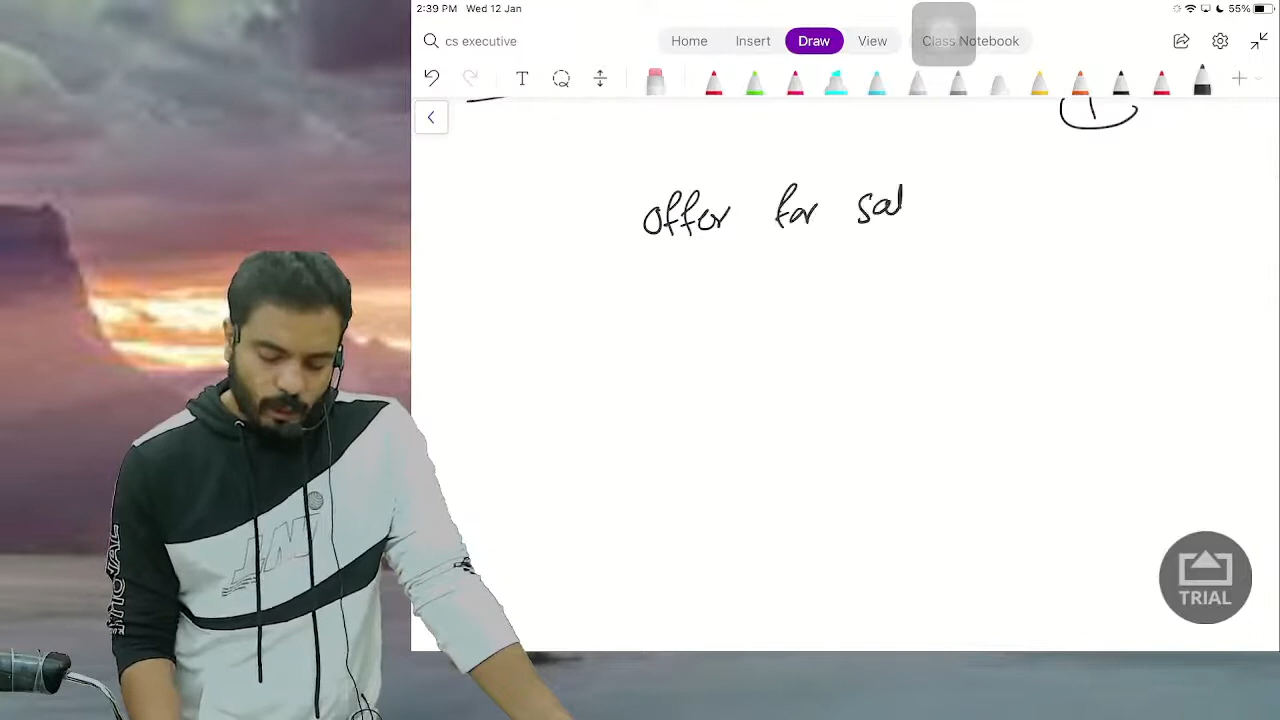 2:39 PM Wed 12 Jan
55%
cs executive
Home Insert Draw View Class Notebook
T
1
offer for sal
TRIAL